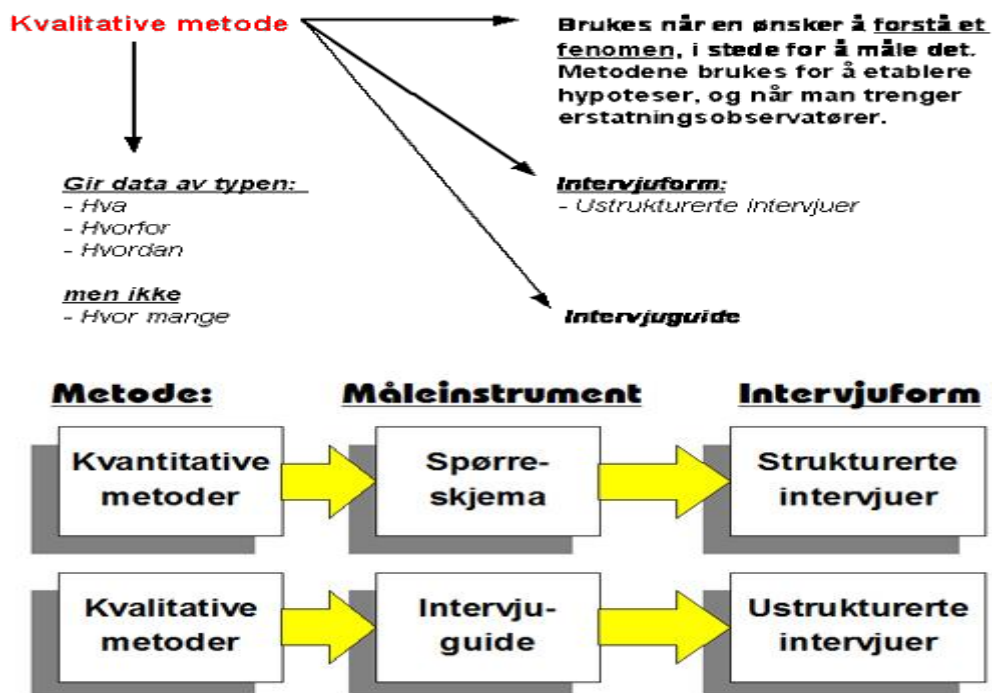 Kvalitative metode
Brukes når en ønsker å forstå et
fenomen, i stede for å måle det.
Metodene brukes for å etablere
hypoteser, og når man trenger
erstatningsobservatører.
Gir data av typen:
- Hva
- Hvorfor
- Hvordan
men ikke
- Hvor mange
Intervjuform:
- Ustrukturerte intervjuer
Intervjuguide
Metode:
Måleinstrument
Intervjuform
Kvantitative
metoder
Spørre-
skjema
Strukturerte
intervjuer
Kvalitative
metoder
Intervju-
guide
Ustrukturerte
intervjuer